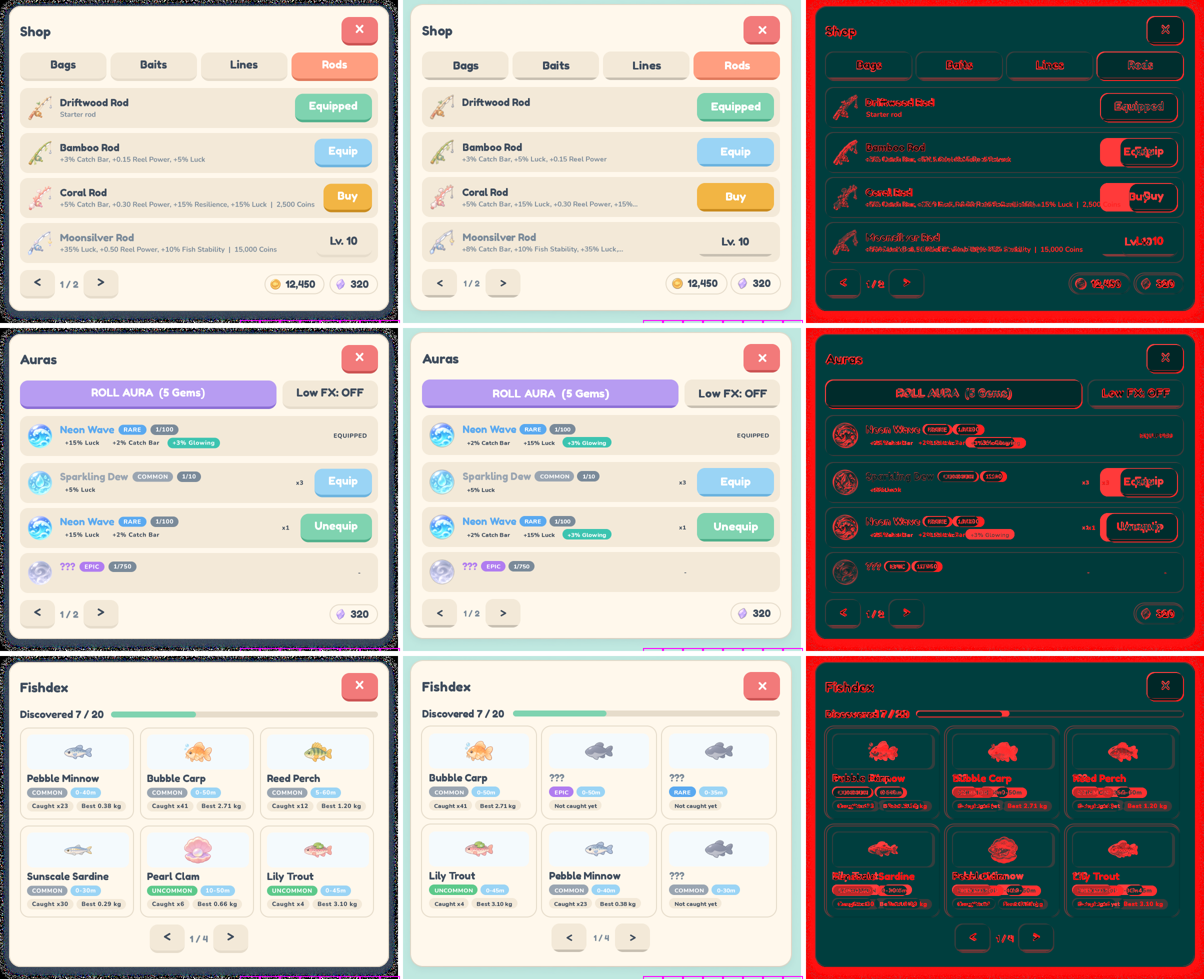 Shop
×
Bags
Baits
Lines
Rods
Driftwood Rod
Starter rod
Equipped
Bamboo Rod
+3% Catch Bar, +0.15 Reel Power, +5% Luck
Equip
Coral Rod
+5% Catch Bar, +0.30 Reel Power, +15% Resilience, +15% Luck | 2,500 Coins
Buy
Moonsilver Rod
+35% Luck, +0.50 Reel Power, +10% Fish Stability | 15,000 Coins
Lv. 10
<
1 / 2
>
12,450
320
Shop
×
Bags
Baits
Lines
Rods
Driftwood Rod
Equipped
Bamboo Rod
+3% Catch Bar, +5% Luck, +0.15 Reel Power
Equip
Coral Rod
+5% Catch Bar, +15% Luck, +0.30 Reel Power, +15%...
Buy
Moonsilver Rod
+8% Catch Bar, +10% Fish Stability, +35% Luck,...
Lv. 10
<
1 / 2
>
12,450
320
Shop
×
Bags
Baits
Lines
Rods
Equipped
| 15,000 Coins
Auras
×
ROLL AURA (5 Gems)
Low FX: OFF
Neon Wave RARE 1/100
+15% Luck +2% Catch Bar +3% Glowing
EQUIPPED
Sparkling Dew COMMON 1/10
+5% Luck
x3
Equip
Neon Wave RARE 1/100
+15% Luck +2% Catch Bar
x1
Unequip
??? EPIC 1/750
-
<
1 / 2
>
320
Auras
×
ROLL AURA (5 Gems)
Low FX: OFF
Neon Wave RARE 1/100
+2% Catch Bar +15% Luck +3% Glowing
EQUIPPED
Sparkling Dew COMMON 1/10
+5% Luck
x3
Equip
Neon Wave RARE 1/100
+2% Catch Bar +15% Luck +3% Glowing
x1
Unequip
??? EPIC 1/750
-
<
1 / 2
>
320
Auras
×
ROLL AURA (5 Gems)
Low FX: OFF
Neon Wave
Sparkling Dew
Neon Wave
???
Fishdex
×
Discovered 7 / 20
Pebble Minnow
COMMON 0-40m
Caught x23 Best 0.38 kg
Bubble Carp
COMMON 0-50m
Caught x41 Best 2.71 kg
Reed Perch
COMMON 5-60m
Caught x12 Best 1.20 kg
Sunscale Sardine
COMMON 0-30m
Caught x30 Best 0.29 kg
Pearl Clam
UNCOMMON 10-50m
Caught x6 Best 0.66 kg
Lily Trout
UNCOMMON 0-45m
Caught x4 Best 3.10 kg
<
1 / 4
>
Fishdex
×
Discovered 7 / 20
Bubble Carp
COMMON 0-50m
Caught x41 Best 2.71 kg
???
EPIC 0-50m
Not caught yet
???
RARE 0-35m
Not caught yet
Lily Trout
UNCOMMON 0-45m
Caught x4 Best 3.10 kg
Pebble Minnow
COMMON 0-40m
Caught x23 Best 0.38 kg
???
COMMON 0-30m
Not caught yet
<
1 / 4
>
Fishdex
×